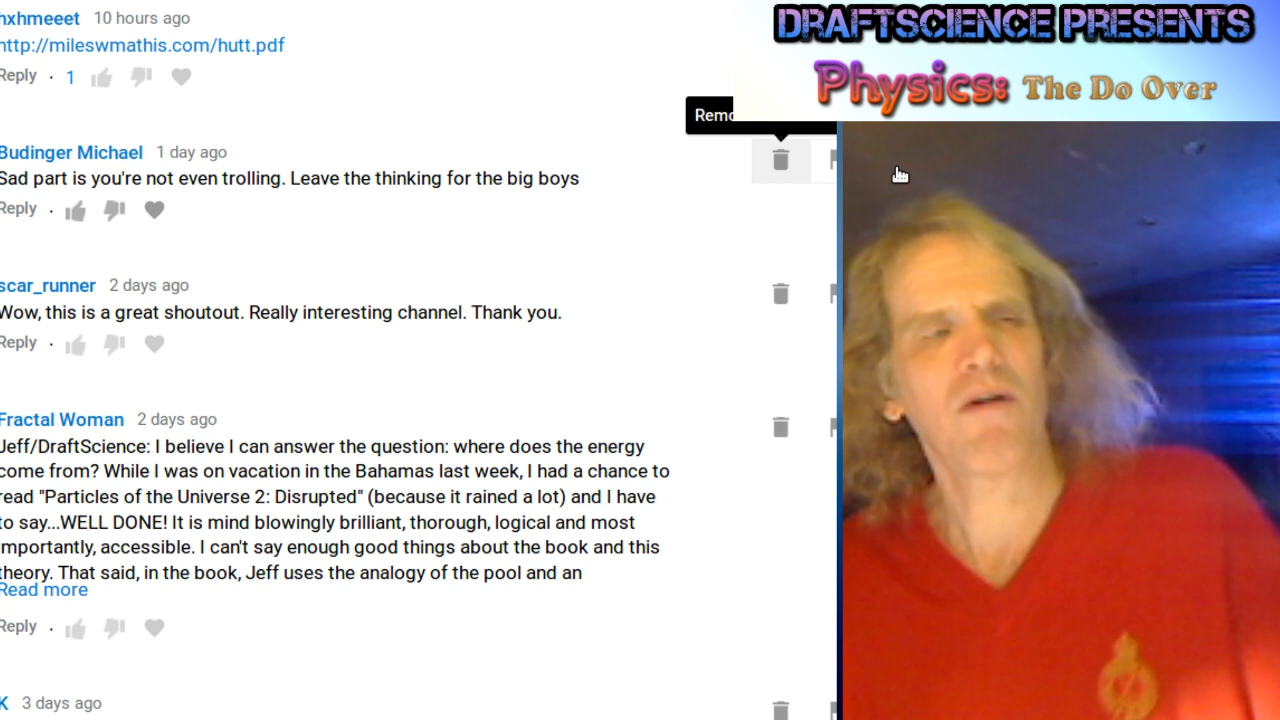 hxhmeeet 10 hours ago
http://mileswmathis.com/hutt.pdf
Reply · 1
Budinger Michael 1 day ago
Sad part is you're not even trolling. Leave the thinking for the big boys
Reply ·
scar_runner 2 days ago
Wow, this is a great shoutout. Really interesting channel. Thank you.
Reply ·
Fractal Woman 2 days ago
Jeff/DraftScience: I believe I can answer the question: where does the energy
come from? While I was on vacation in the Bahamas last week, I had a chance to
read "Particles of the Universe 2: Disrupted" (because it rained a lot) and I have
to say...WELL DONE! It is mind blowingly brilliant, thorough, logical and most
importantly, accessible. I can't say enough good things about the book and this
theory. That said, in the book, Jeff uses the analogy of the pool and an
Read more
Reply ·
K 3 days ago
DRAFTSCIENCE PRESENTS
Physics: The Do Over